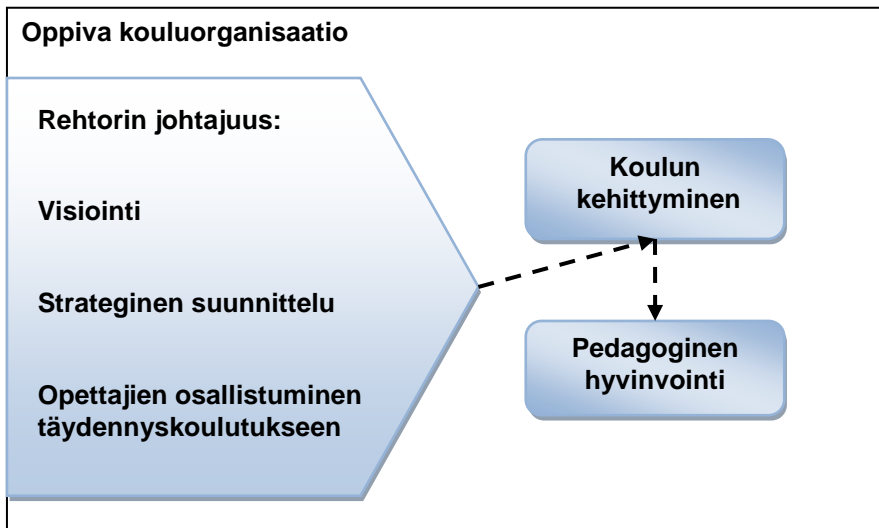 Oppiva kouluorganisaatio
Rehtorin johtajuus:
Visiointi
Strateginen suunnittelu
Opettajien osallistuminen
täydennyskoulutukseen
Koulun
kehittyminen
Pedagoginen
hyvinvointi